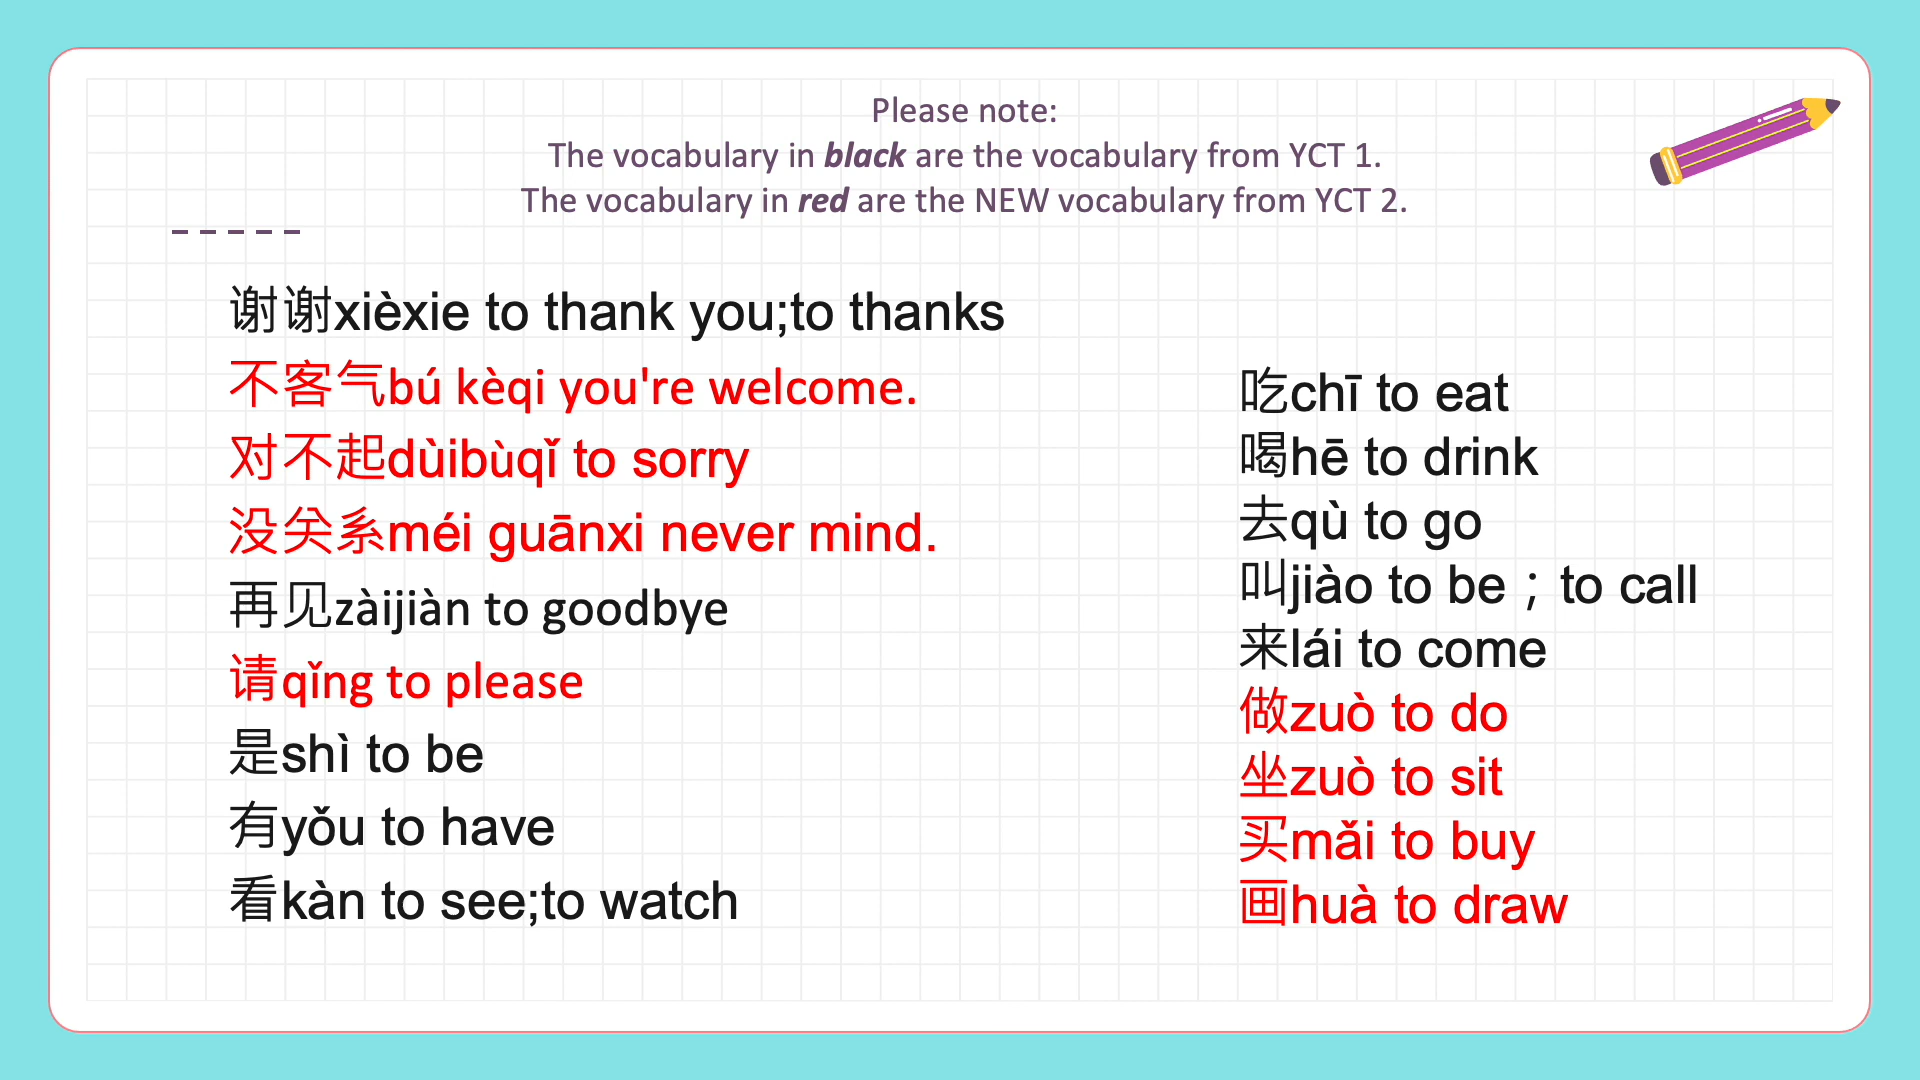 Please note:
The vocabulary in black are the vocabulary from YCT 1.
The vocabulary in red are the NEW vocabulary from YCT 2.
谢谢xièxie to thank you;to thanks
不客气bú kèqi you're welcome.
对不起dùibùqǐ to sorry
没关系méi guānxi never mind.
再见zàijiàn to goodbye
请qǐng to please
是shì to be
有yǒu to have
看kàn to see;to watch
吃chī to eat
喝hē to drink
去qù to go
叫jiào to be；to call
来lái to come
做zuò to do
坐zuò to sit
买mǎi to buy
画huà to draw